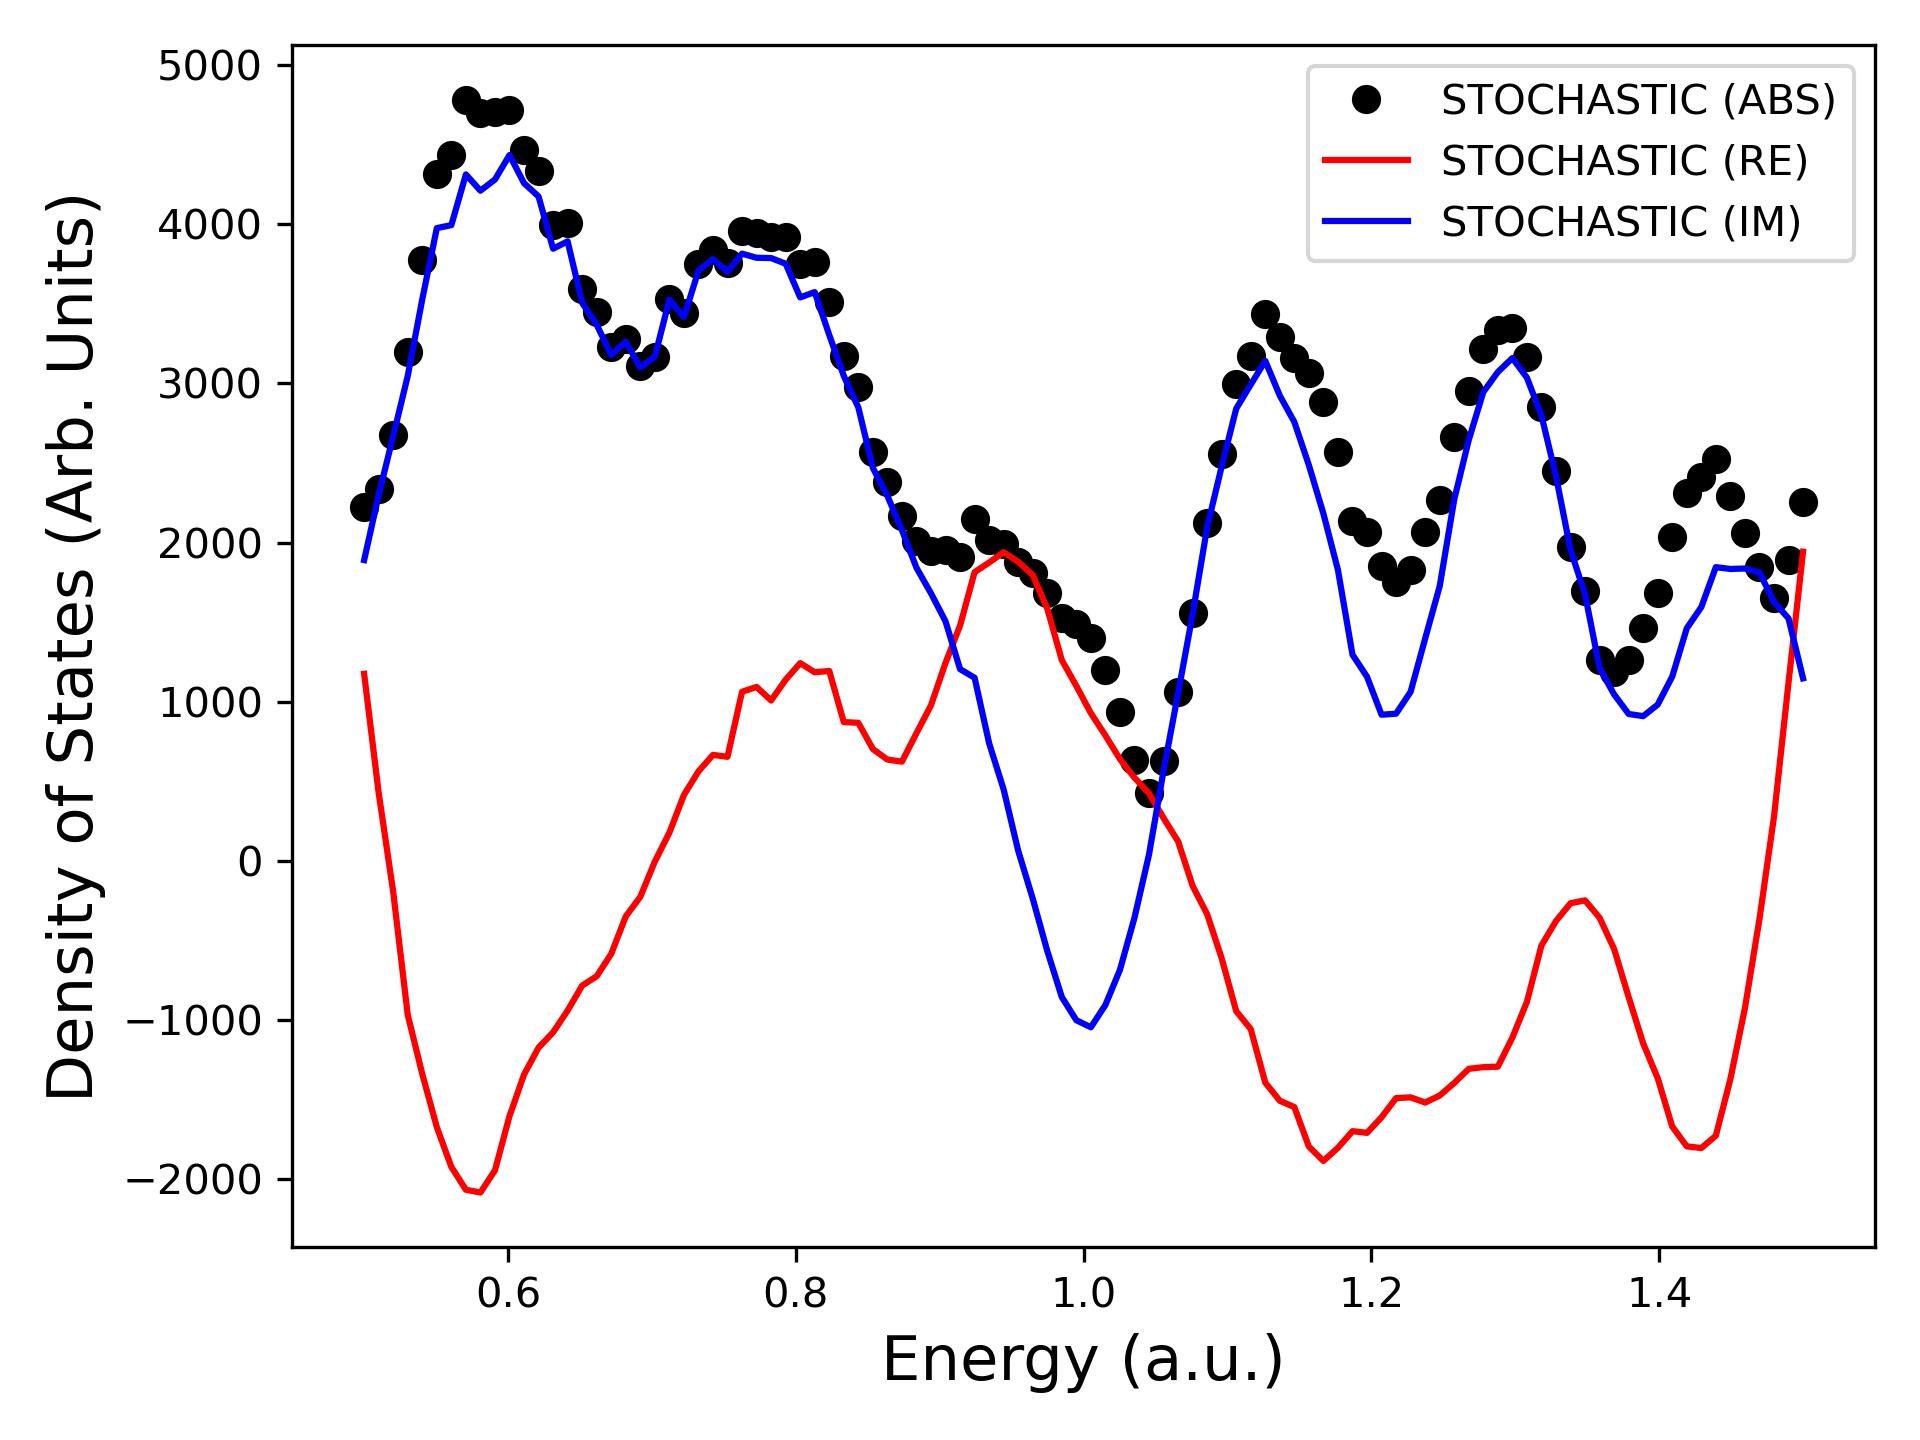 5000
4000
3000
2000
1000
0
−1000
−2000
Density of States (Arb. Units)
STOCHASTIC (ABS)
STOCHASTIC (RE)
STOCHASTIC (IM)
0.6 0.8 1.0 1.2 1.4
Energy (a.u.)